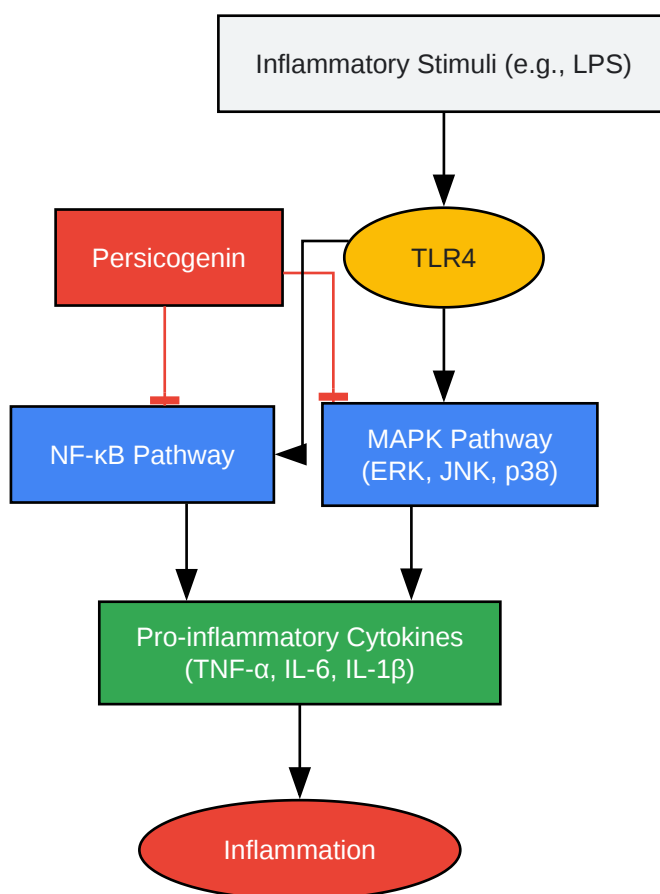 Inflammatory Stimuli (e.g., LPS)
Persicogenin
TLR4
NF-κB Pathway
MAPK Pathway
(ERK, JNK, p38)
Pro-inflammatory Cytokines
(TNF-α, IL-6, IL-1β)
Inflammation